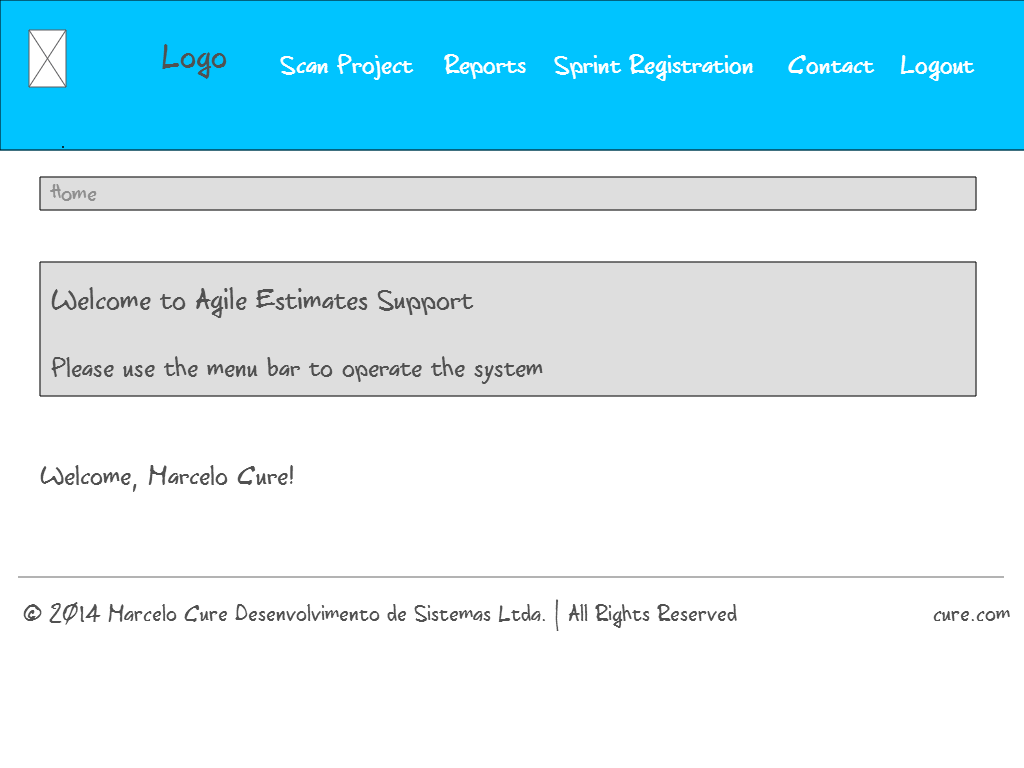 Logo Scan Project Reports Sprint Registration Contact Logout
Home
Welcome to Agile Estimates Support
Please use the menu bar to operate the system
Welcome, Marcelo Cure!
© 2014 Marcelo Cure Desenvolvimento de Sistemas Ltda. | All Rights Reserved cure.com